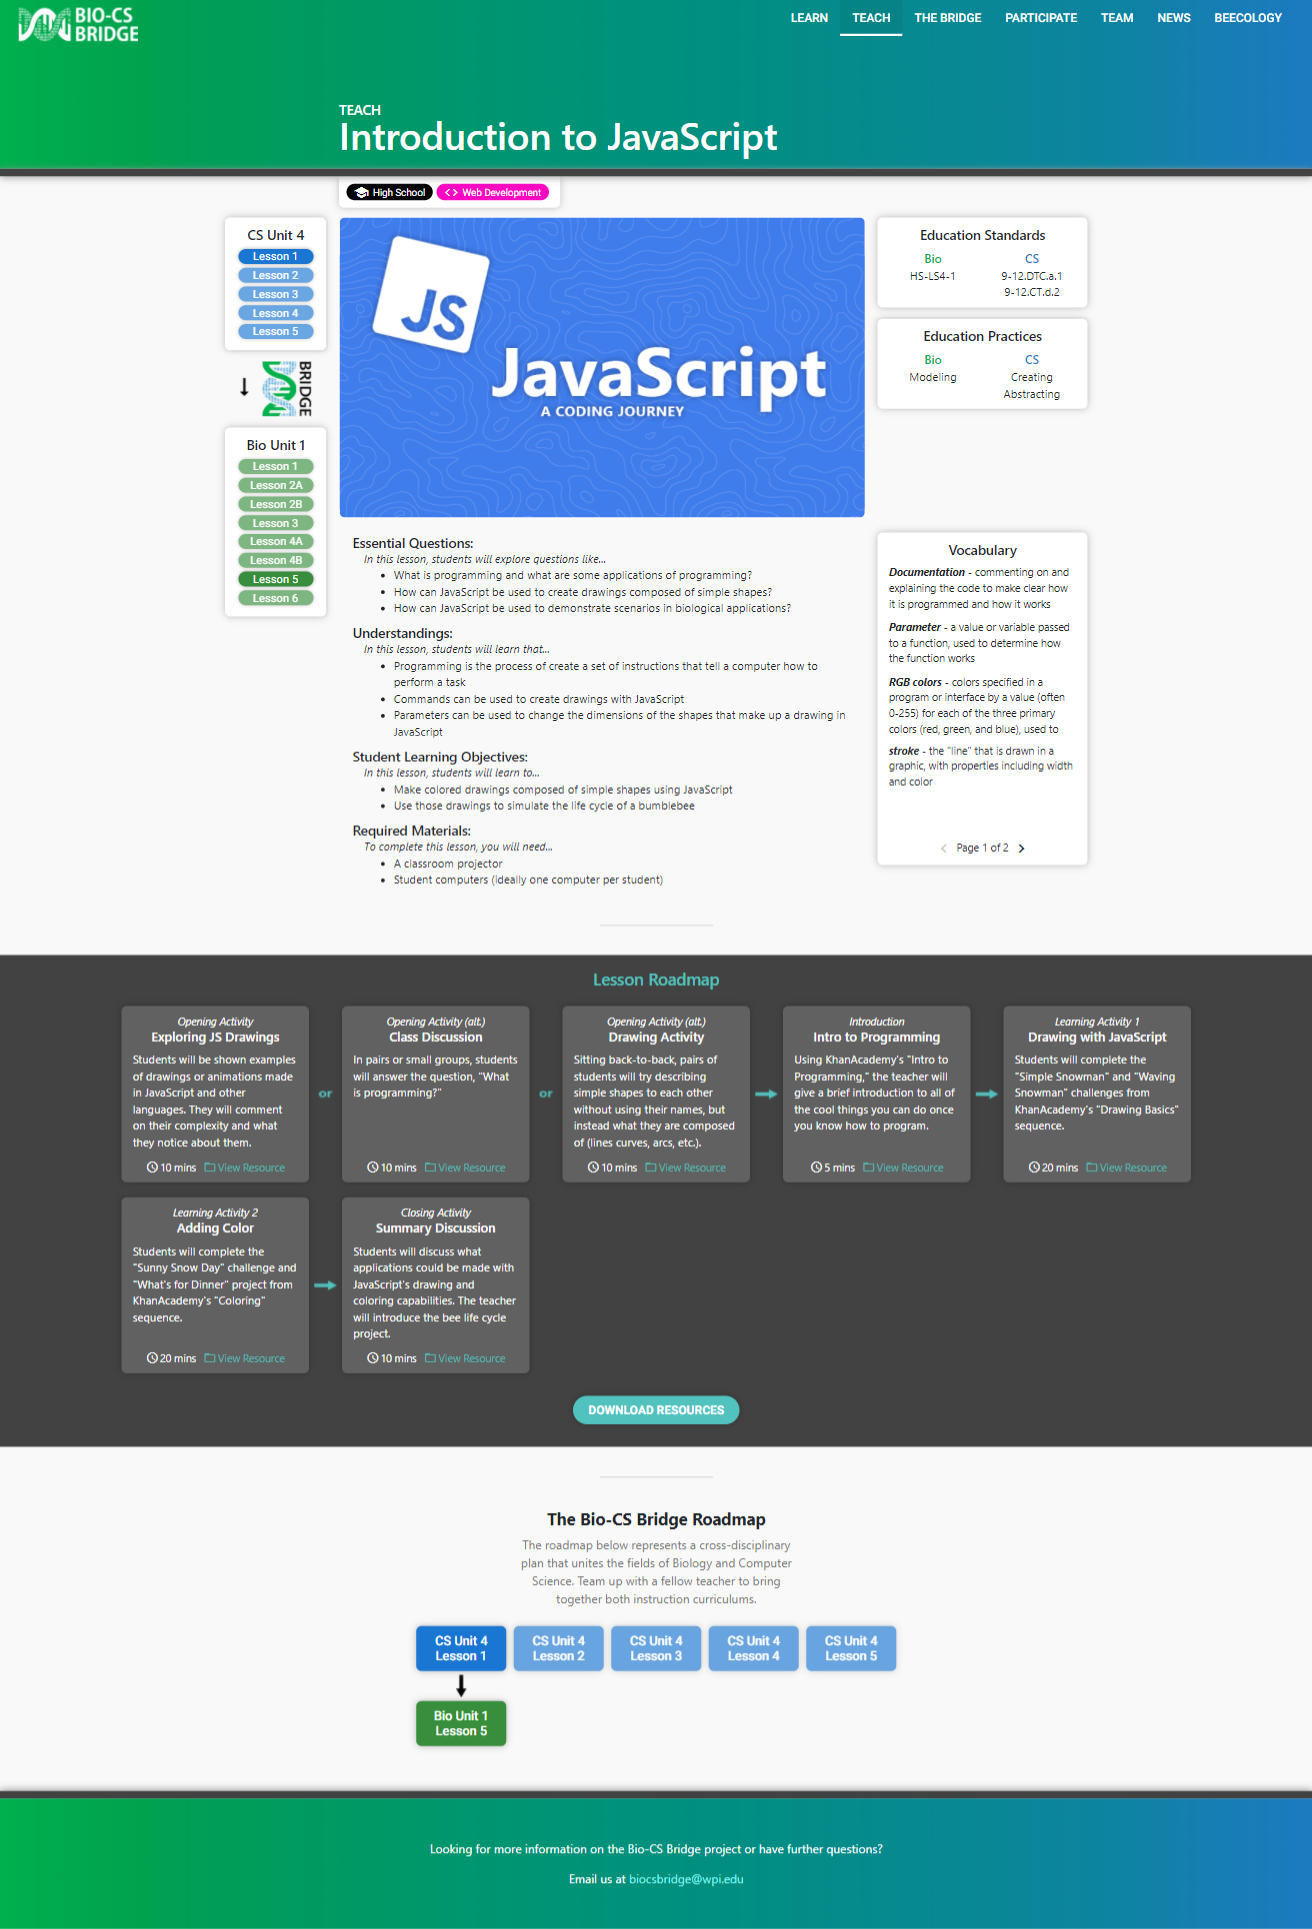 BIO-CS
BRIDGE
LEARN
TEACH
THE BRIDGE
PARTICIPATE
TEAM
NEWS
BEECOLOGY
TEACH
Introduction to JavaScript
High School
Web Development
CS Unit 4
Lesson 1
Lesson 2
Lesson 3
Lesson 4
Lesson 5
BRIDGE
Bio Unit 1
Lesson 1
Lesson 2A
Lesson 2B
Lesson 3
Lesson 4A
Lesson 4B
Lesson 5
Lesson 6
JS
JavaScript
A CODING JOURNEY
Education Standards
Bio
HS-LS4-1
CS
9-12.DTC.a.1
9-12.CT.d.2
Education Practices
Bio
Modeling
CS
Creating
Abstracting
Essential Questions:
In this lesson, students will explore questions like...
• What is programming and what are some applications of programming?
• How can JavaScript be used to create drawings composed of simple shapes?
• How can JavaScript be used to demonstrate scenarios in biological applications?
Understandings:
In this lesson, students will learn that...
• Programming is the process of create a set of instructions that tell a computer how to
perform a task
• Commands can be used to create drawings with JavaScript
• Parameters can be used to change the dimensions of the shapes that make up a drawing in
JavaScript
Student Learning Objectives:
In this lesson, students will learn to...
• Make colored drawings composed of simple shapes using JavaScript
• Use those drawings to simulate the life cycle of a bumblebee
Required Materials:
To complete this lesson, you will need...
• A classroom projector
• Student computers (ideally one computer per student)
Vocabulary
Documentation - commenting on and
explaining the code to make clear how
it is programmed and how it works
Parameter - a value or variable passed
to a function, used to determine how
the function works
RGB colors - colors specified in a
program or interface by a value (often
0-255) for each of the three primary
colors (red, green, and blue), used to
stroke - the "line" that is drawn in a
graphic, with properties including width
and color
Page 1 of 2
Lesson Roadmap
Opening Activity
Exploring JS Drawings
Students will be shown examples
of drawings or animations made
in JavaScript and other
languages. They will comment
on their complexity and what
they notice about them.
10 mins
View Resource
or
Opening Activity (alt.)
Class Discussion
In pairs or small groups, students
will answer the question, "What
is programming?"
10 mins
View Resource
or
Opening Activity (alt.)
Drawing Activity
Sitting back-to-back, pairs of
students will try describing
simple shapes to each other
without using their names, but
instead what they are composed
of (lines curves, arcs, etc.).
10 mins
View Resource
Introduction
Intro to Programming
Using KhanAcademy's "Intro to
Programming," the teacher will
give a brief introduction to all of
the cool things you can do once
you know how to program.
5 mins
View Resource
Learning Activity 1
Drawing with JavaScript
Students will complete the
"Simple Snowman" and "Waving
Snowman" challenges from
KhanAcademy's "Drawing Basics"
sequence.
20 mins
View Resource
Learning Activity 2
Adding Color
Students will complete the
"Sunny Snow Day" challenge and
"What's for Dinner" project from
KhanAcademy's "Coloring"
sequence.
20 mins
View Resource
Closing Activity
Summary Discussion
Students will discuss what
applications could be made with
JavaScript's drawing and
coloring capabilities. The teacher
will introduce the bee life cycle
project.
10 mins
View Resource
DOWNLOAD RESOURCES
The Bio-CS Bridge Roadmap
The roadmap below represents a cross-disciplinary
plan that unites the fields of Biology and Computer
Science. Team up with a fellow teacher to bring
together both instruction curriculums.
CS Unit 4
Lesson 1
CS Unit 4
Lesson 2
CS Unit 4
Lesson 3
CS Unit 4
Lesson 4
CS Unit 4
Lesson 5
Bio Unit 1
Lesson 5
Looking for more information on the Bio-CS Bridge project or have further questions?
Email us at biocsbridge@wpi.edu